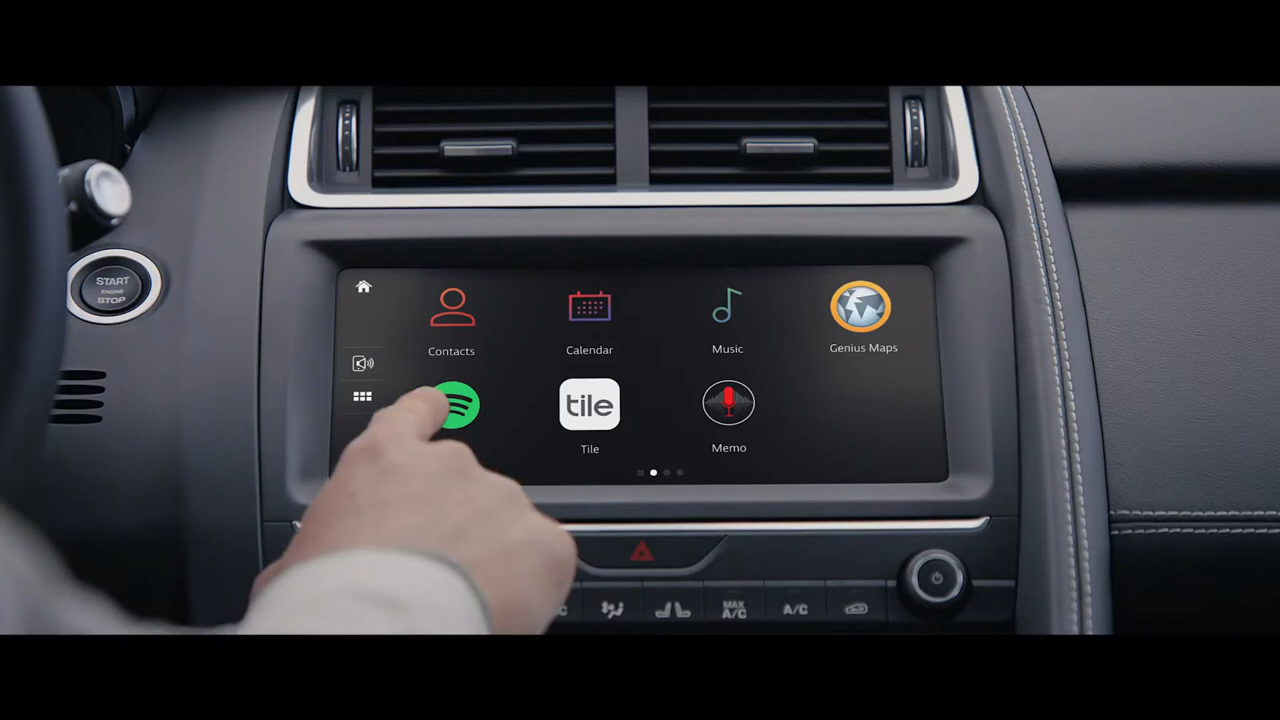 START
ENGINE
STOP
Contacts
Calendar
Music
Genius Maps
tile
Tile
Memo
MAX
A/C
A/C